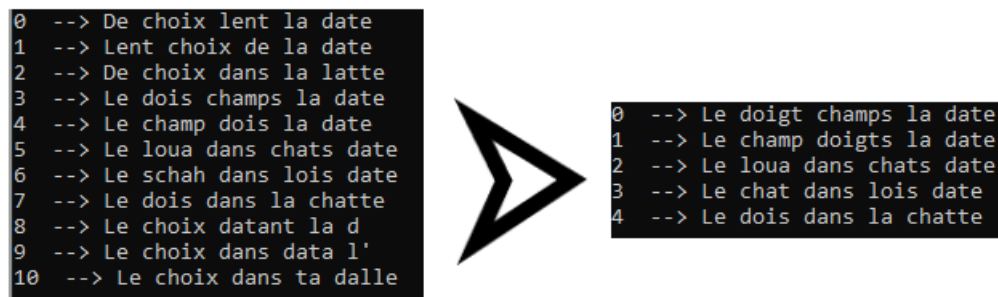 0  --> De choix lent la date
1  --> Lent choix de la date
2  --> De choix dans la latte
3  --> Le dois champs la date
4  --> Le champ dois la date
5  --> Le loua dans chats date
6  --> Le schah dans lois date
7  --> Le dois dans la chatte
8  --> Le choix datant la d
9  --> Le choix dans data l'
10  --> Le choix dans ta dalle
0  --> Le doigt champs la date
1  --> Le champ doigts la date
2  --> Le loua dans chats date
3  --> Le chat dans lois date
4  --> Le dois dans la chatte